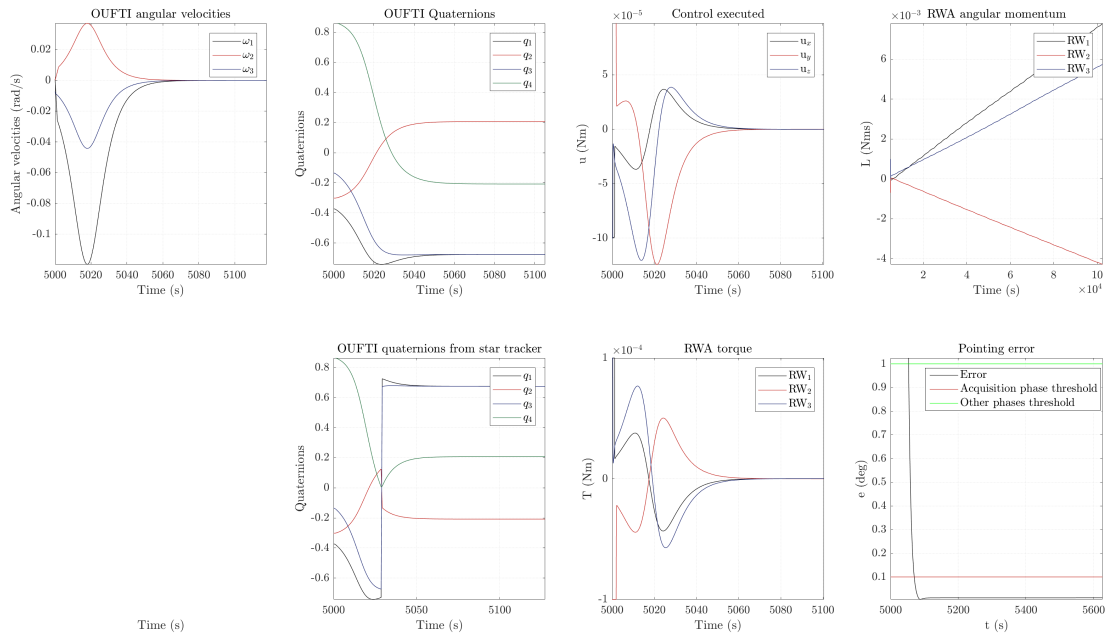 OUFTI angular velocities
Angular velocities (rad/s)
0.02
0
-0.02
-0.04
-0.06
-0.08
-0.1
5000
5020
5040
5060
5080
5100
Time (s)
ω1
ω2
ω3
OUFTI Quaternions
Quaternions
0.8
0.6
0.4
0.2
0
-0.2
-0.4
-0.6
5000
5020
5040
5060
5080
5100
Time (s)
q1
q2
q3
q4
Control executed
×10-5
u (Nm)
5
0
-5
-10
5000
5020
5040
5060
5080
5100
Time (s)
ux
uy
uz
RWA angular momentum
×10-3
L (Nms)
6
4
2
0
-2
-4
2
4
6
8
10
×104
Time (s)
RW1
RW2
RW3
Time (s)
OUFTI quaternions from star tracker
Quaternions
0.8
0.6
0.4
0.2
0
-0.2
-0.4
-0.6
5000
5050
5100
Time (s)
q1
q2
q3
q4
RWA torque
×10-4
T (Nm)
1
0
-1
5000
5020
5040
5060
5080
5100
Time (s)
RW1
RW2
RW3
Pointing error
e (deg)
1
0.9
0.8
0.7
0.6
0.5
0.4
0.3
0.2
0.1
5000
5200
5400
5600
t (s)
Error
Acquisition phase threshold
Other phases threshold